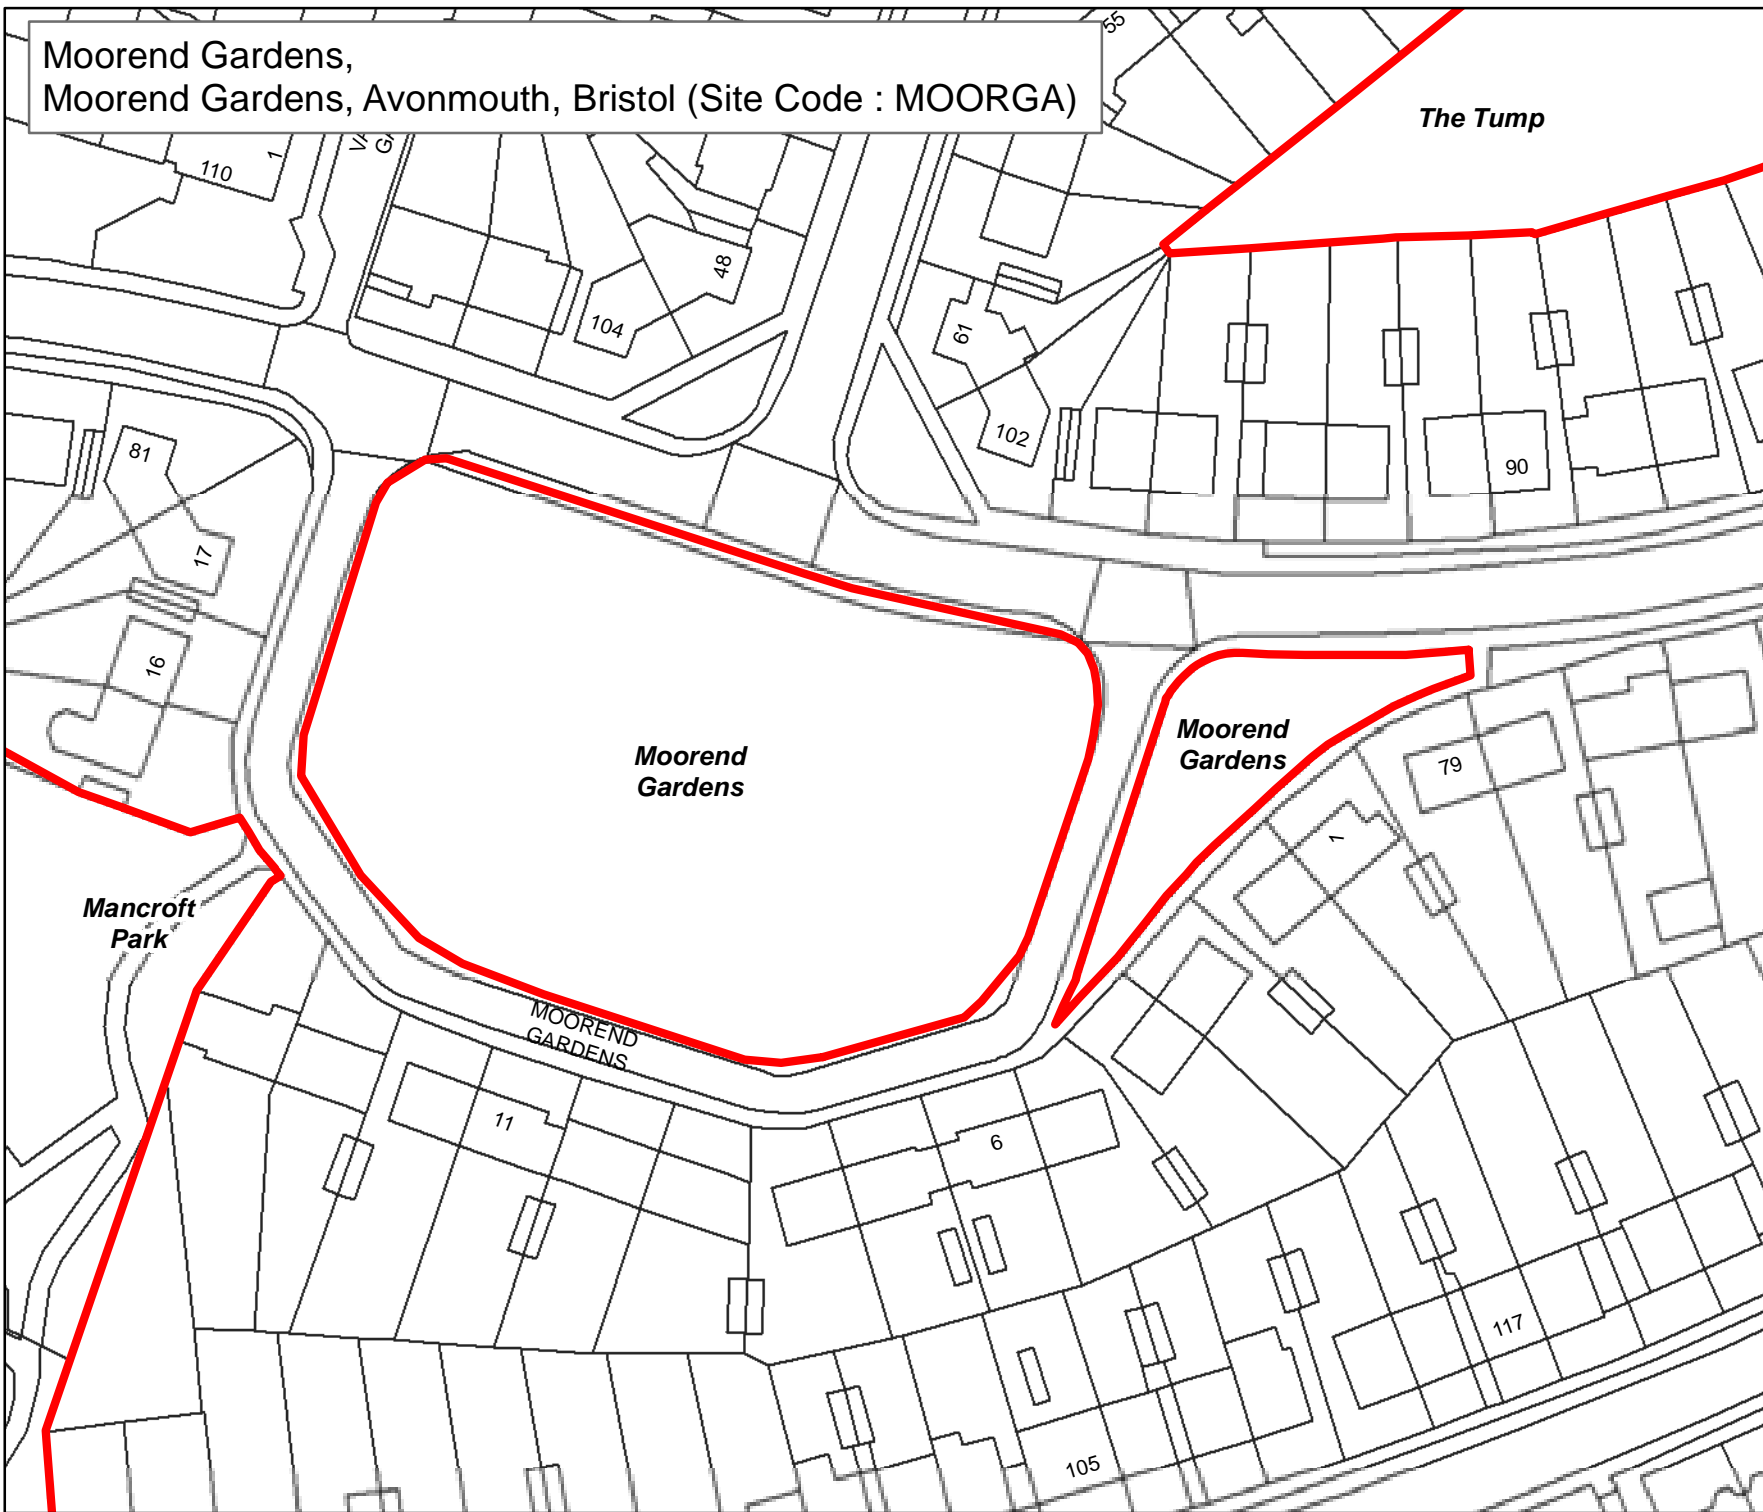 Moorend Gardens,
Moorend Gardens, Avonmouth, Bristol (Site Code : MOORGA)
55
The Tump
110
1
48
104
61
102
90
81
17
16
Moorend
Gardens
Moorend
Gardens
79
1
Mancroft
Park
MOOREND
GARDENS
11
6
117
105